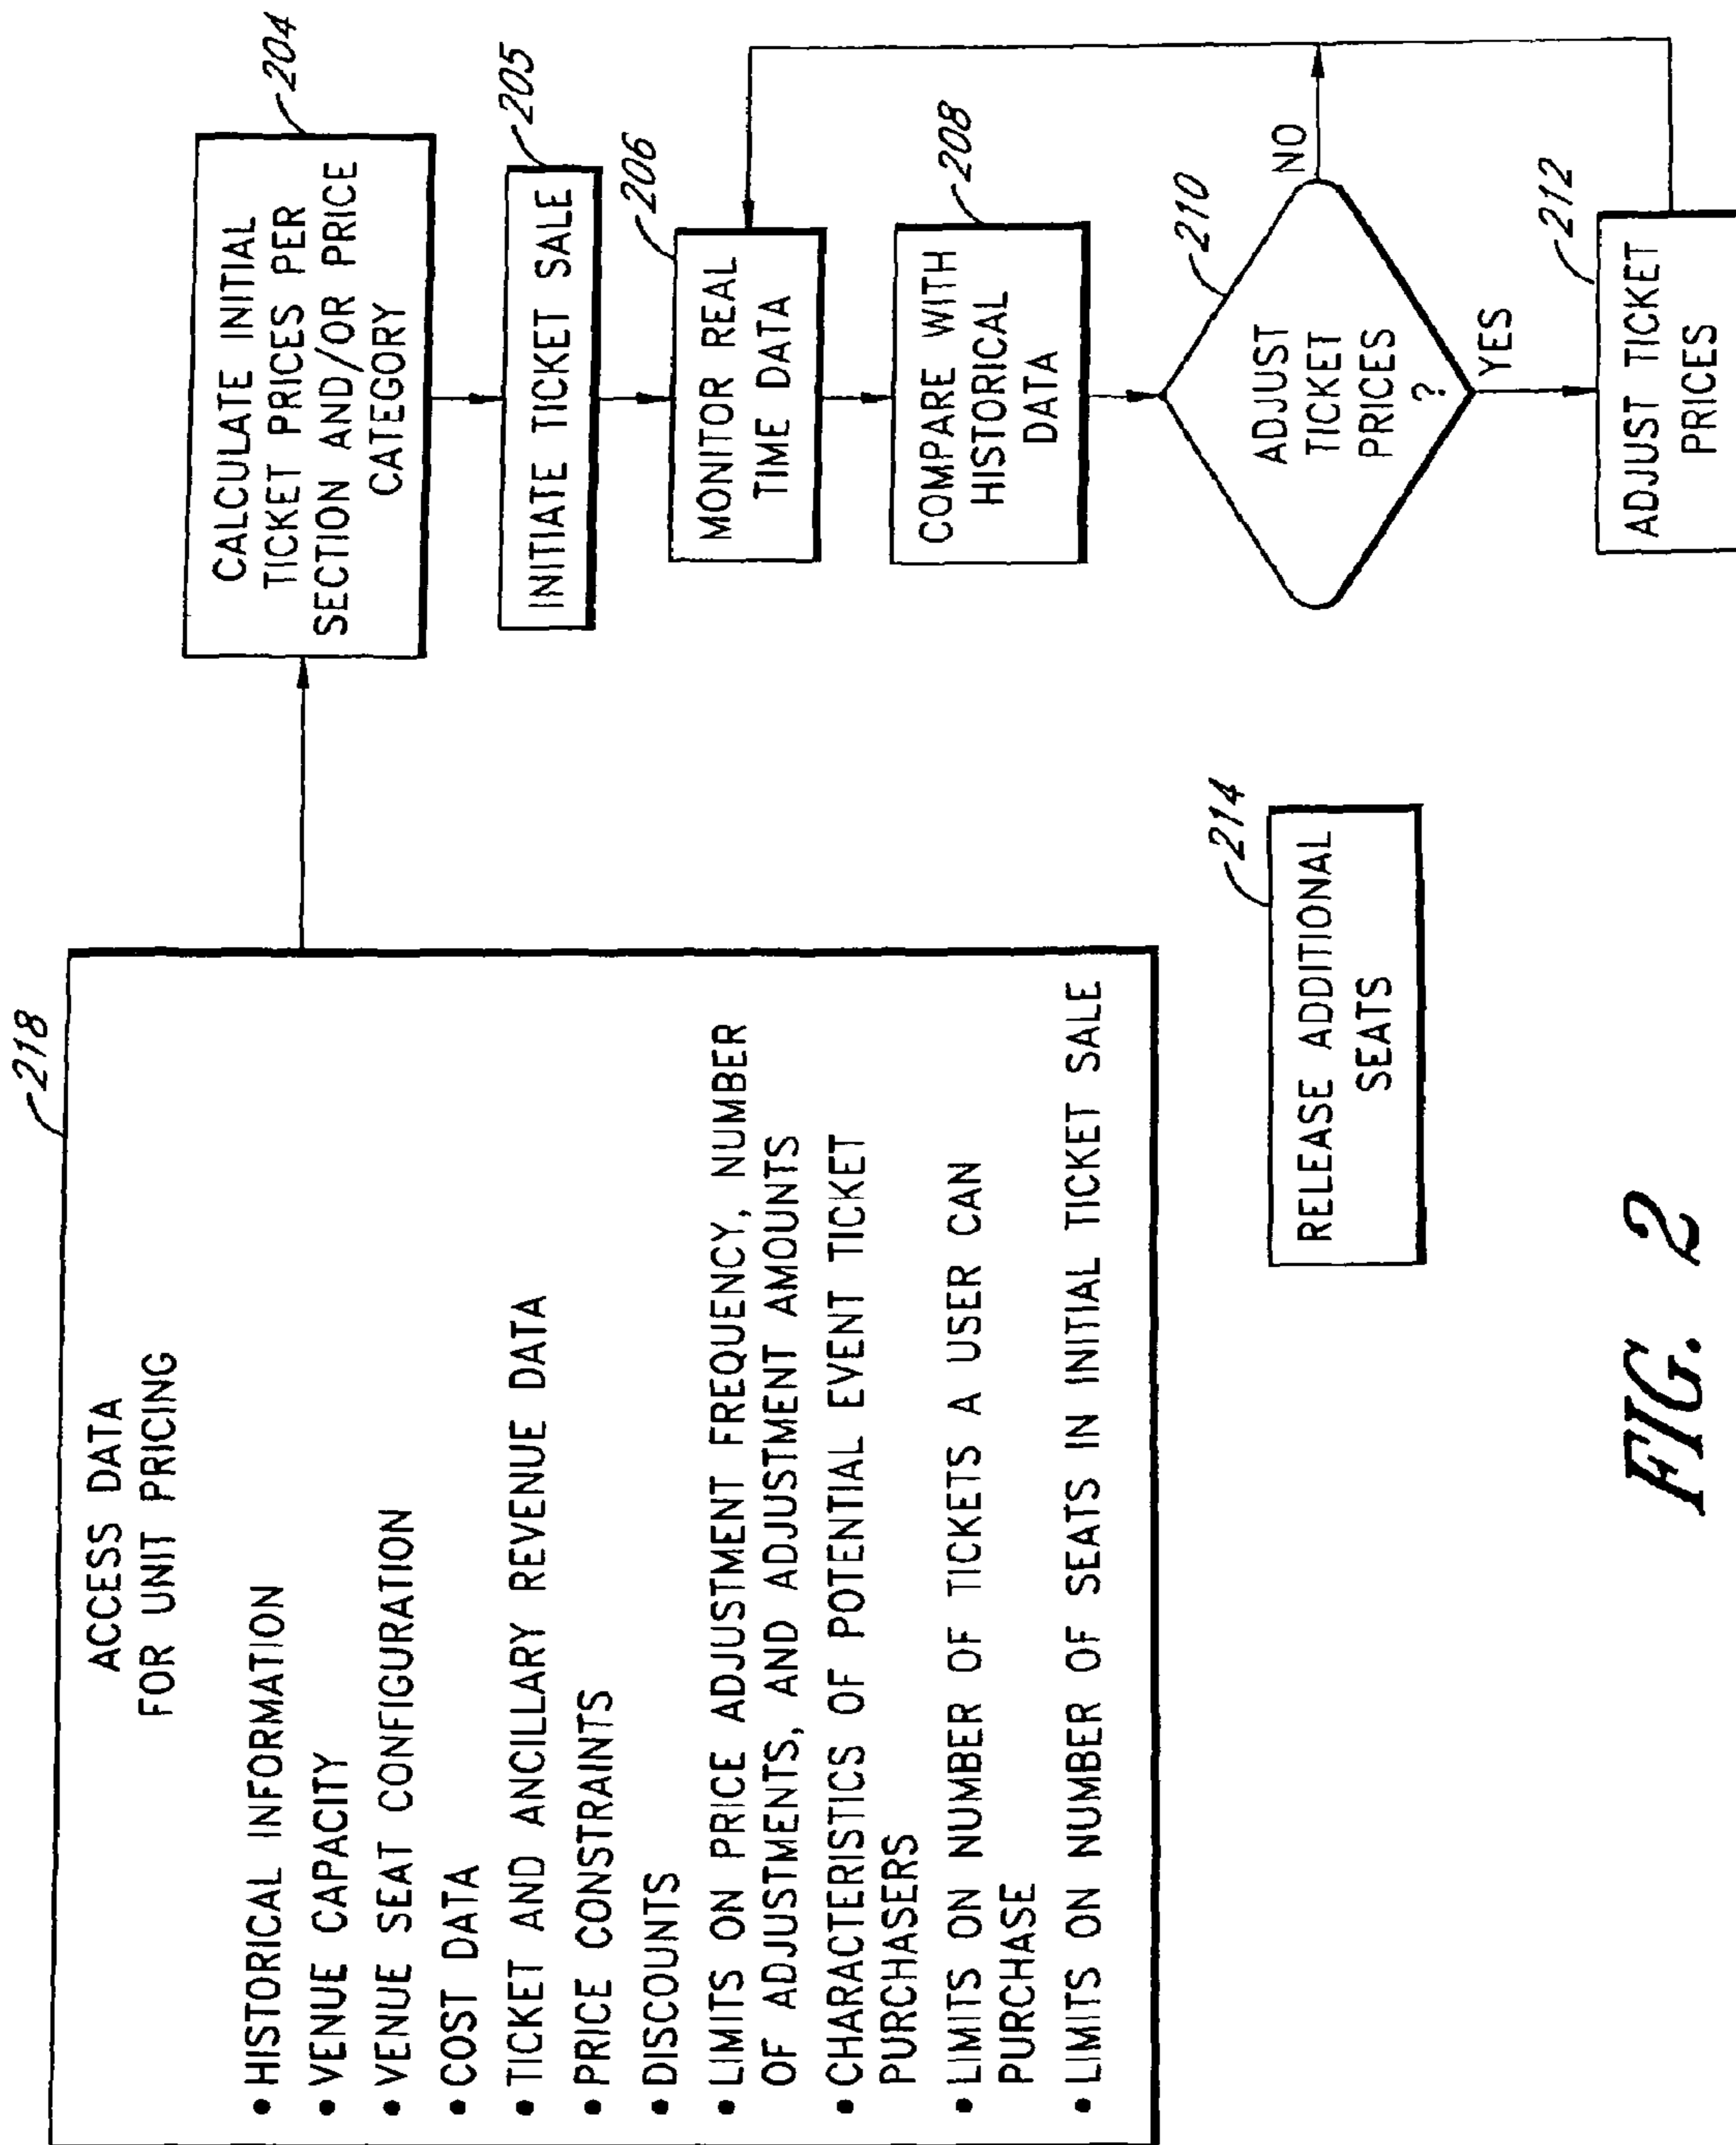 218
ACCESS DATA
FOR UNIT PRICING
• HISTORICAL INFORMATION
• VENUE CAPACITY
• VENUE SEAT CONFIGURATION
• COST DATA
• TICKET AND ANCILLARY REVENUE DATA
• PRICE CONSTRAINTS
• DISCOUNTS
• LIMITS ON PRICE ADJUSTMENT FREQUENCY, NUMBER
OF ADJUSTMENTS, AND ADJUSTMENT AMOUNTS
• CHARACTERISTICS OF POTENTIAL EVENT TICKET
PURCHASERS
• LIMITS ON NUMBER OF TICKETS A USER CAN
PURCHASE
• LIMITS ON NUMBER OF SEATS IN INITIAL TICKET SALE
204
CALCULATE INITIAL
TICKET PRICES PER
SECTION AND/OR PRICE
CATEGORY
205
INITIATE TICKET SALE
206
MONITOR REAL
TIME DATA
208
COMPARE WITH
HISTORICAL
DATA
210
ADJUST
TICKET
PRICES
?
NO
YES
212
ADJUST TICKET
PRICES
214
RELEASE ADDITIONAL
SEATS
FIG. 2